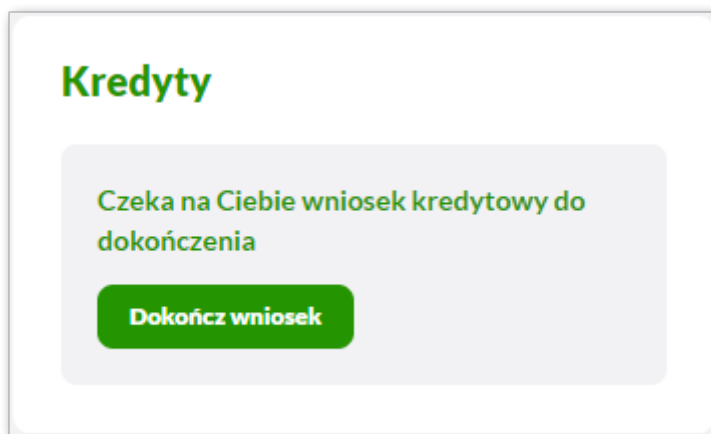 Kredyty
Czeka na Ciebie wniosek kredytowy do
dokończenia
Dokończ wniosek